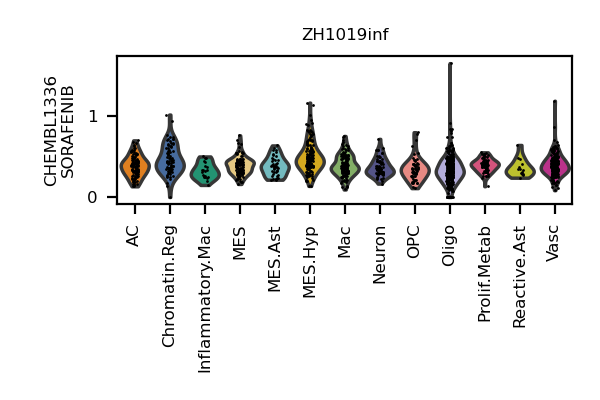 ZH1019inf
CHEMBL1336
SORAFENIB
1
0
AC
Chromatin.Reg
Inflammatory.Mac
MES
MES.Ast
MES.Hyp
Mac
Neuron
OPC
Oligo
Prolif.Metab
Reactive.Ast
Vasc